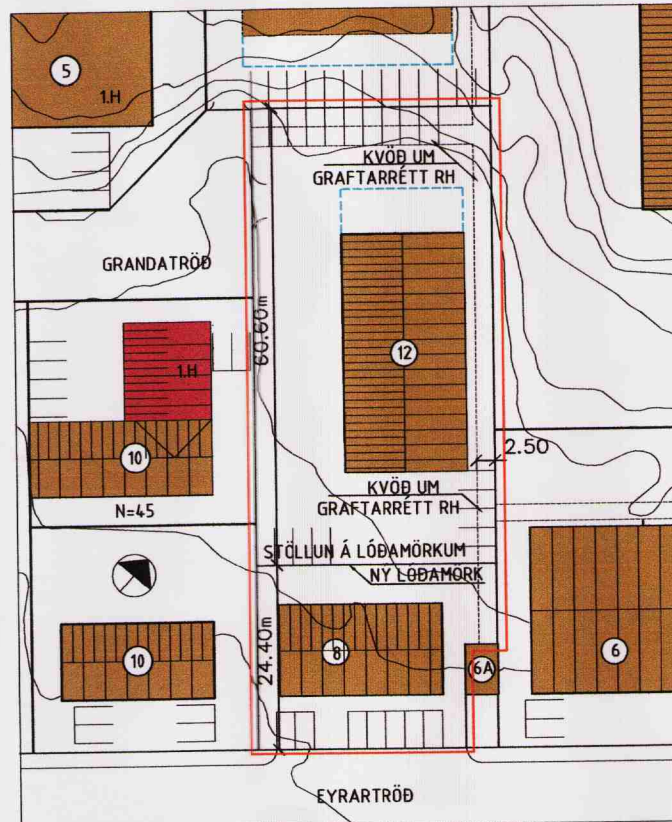 5
1.H
KVÖÐ UM
GRAFTARRÉTT RH
GRANDATRÖÐ
60.60m
12
1.H
10
2.50
N=45
KVÖÐ UM
GRAFTARRÉTT RH
STÖLLUN Á LÓÐAMÖRKUM
NÝ LÓÐAMÖRK
24.40m
10
8
6A
6
EYRARTRÖÐ